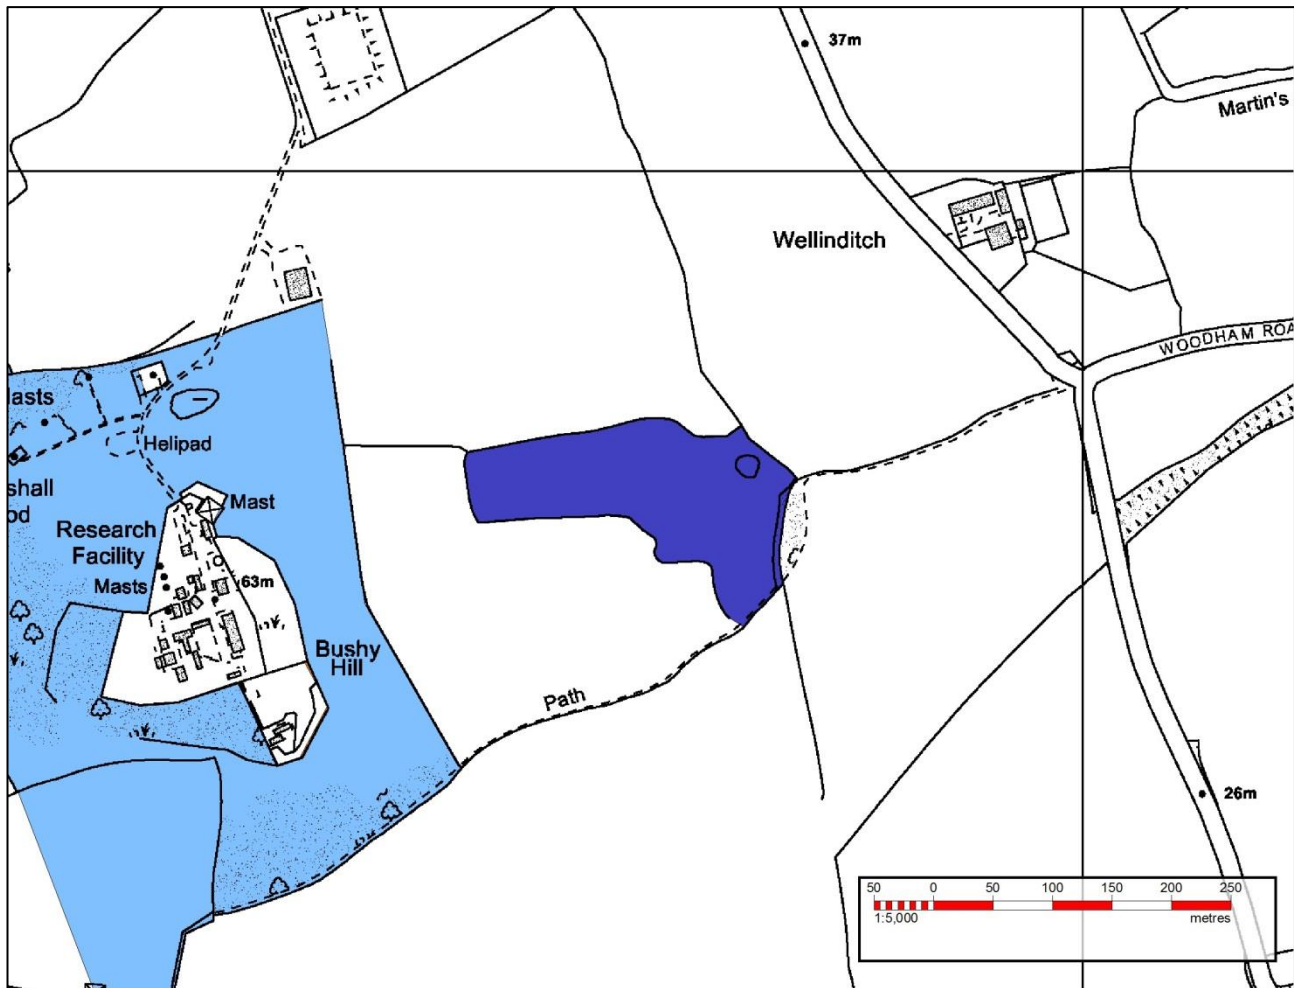 37m
Martin's
Wellinditch
WOODHAM ROA
lasts
Helipad
shall
od
Mast
Research
Facility
Masts
63m
Bushy
Hill
Path
26m
50 0 50 100 150 200 250
1:5,000 metres